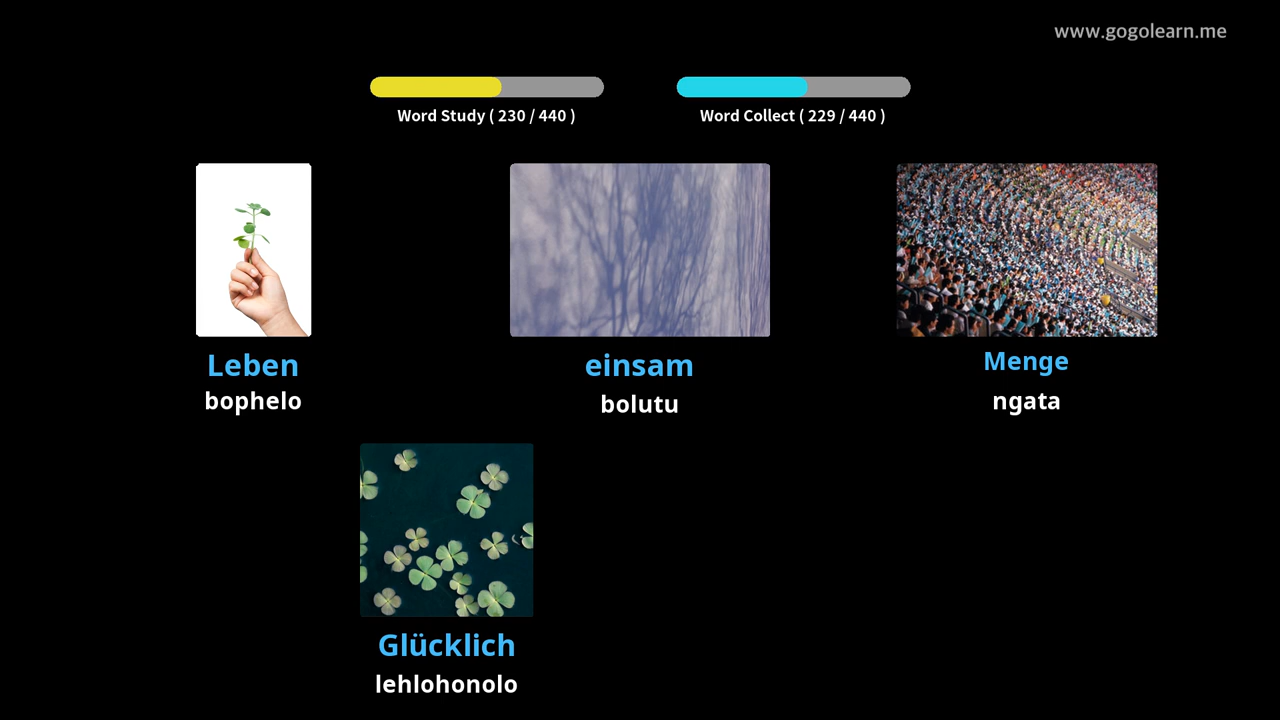 www.gogolearn.me
Word Study ( 230 / 440 )
Word Collect ( 229 / 440 )
Leben
bophelo
einsam
bolutu
Menge
ngata
Glücklich
lehlohonolo